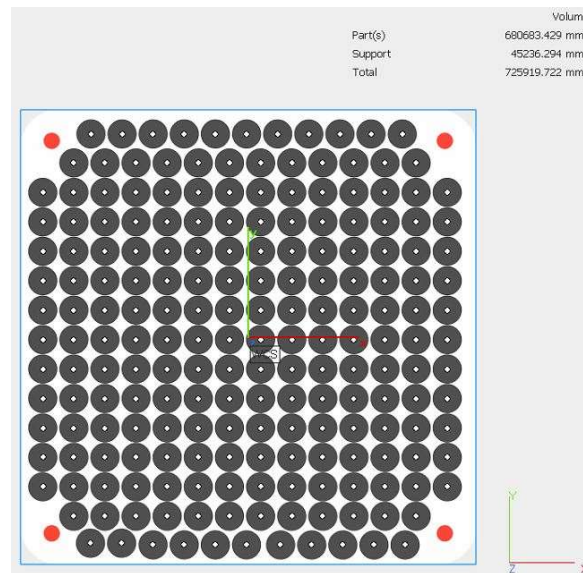 Volum
Part(s) 680683.429 mm
Support 45236.294 mm
Total 725919.722 mm
Y
WCS
X
Y
Z X